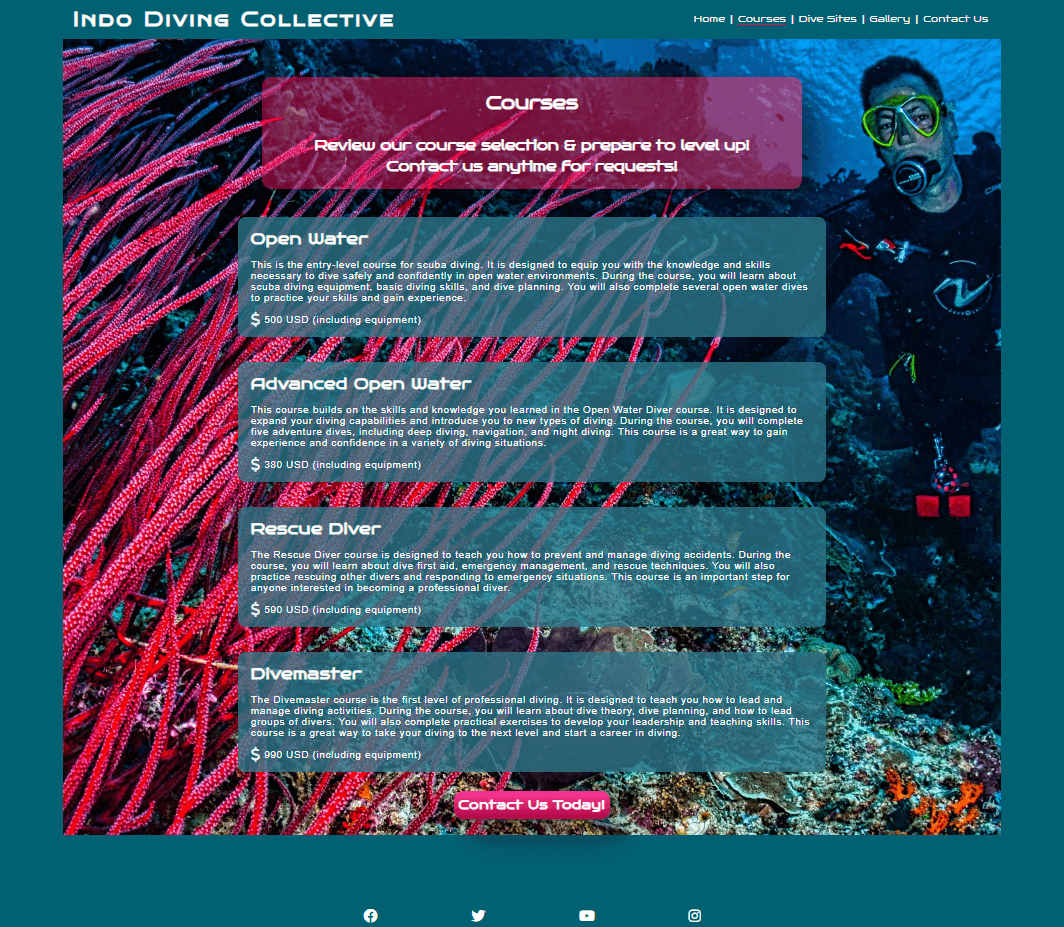 Indo Diving Collective
Home | Courses | Dive Sites | Gallery | Contact Us
Courses
Review our course selection & prepare to level up!
Contact us anytime for requests!
Open Water
This is the entry-level course for scuba diving. It is designed to equip you with the knowledge and skills
necessary to dive safely and confidently in open water environments. During the course, you will learn about
scuba diving equipment, basic diving skills, and dive planning. You will also complete several open water dives
to practice your skills and gain experience.
$ 500 USD (including equipment)
Advanced Open Water
This course builds on the skills and knowledge you learned in the Open Water Diver course. It is designed to
expand your diving capabilities and introduce you to new types of diving. During the course, you will complete
five adventure dives, including deep diving, navigation, and night diving. This course is a great way to gain
experience and confidence in a variety of diving situations.
$ 380 USD (including equipment)
Rescue Diver
The Rescue Diver course is designed to teach you how to prevent and manage diving accidents. During the
course, you will learn about dive first aid, emergency management, and rescue techniques. You will also
practice rescuing other divers and responding to emergency situations. This course is an important step for
anyone interested in becoming a professional diver.
$ 590 USD (including equipment)
Divemaster
The Divemaster course is the first level of professional diving. It is designed to teach you how to lead and
manage diving activities. During the course, you will learn about dive theory, dive planning, and how to lead
groups of divers. You will also complete practical exercises to develop your leadership and teaching skills. This
course is a great way to take your diving to the next level and start a career in diving.
$ 990 USD (including equipment)
Contact Us Today!